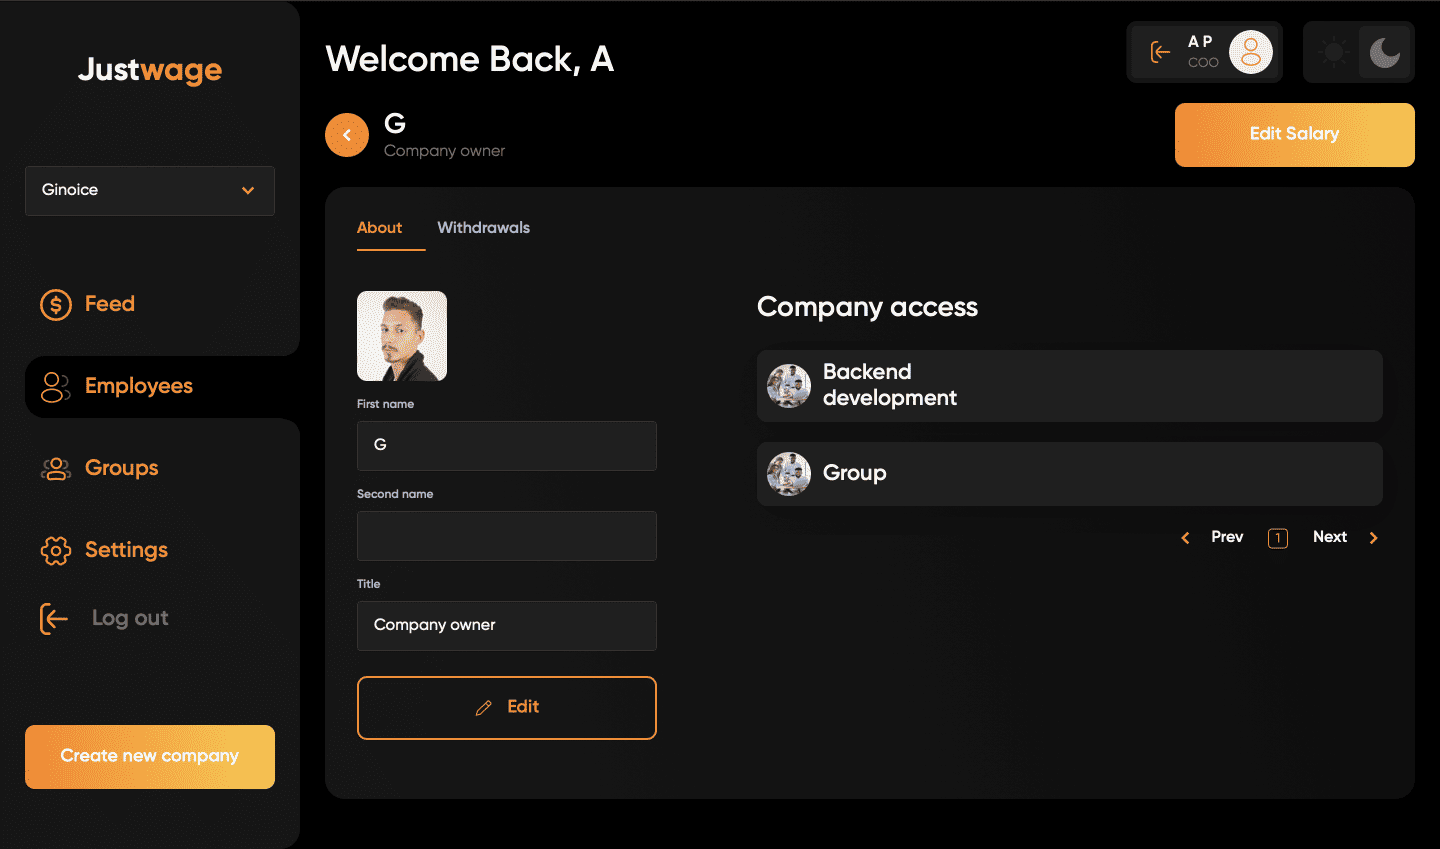 Justwage
Ginoice
Feed
Employees
Groups
Settings
Log out
Create new company
Welcome Back, A
A P
COO
G
Company owner
Edit Salary
About
Withdrawals
First name
G
Second name
Title
Company owner
Edit
Company access
Backend
development
Group
Prev
1
Next